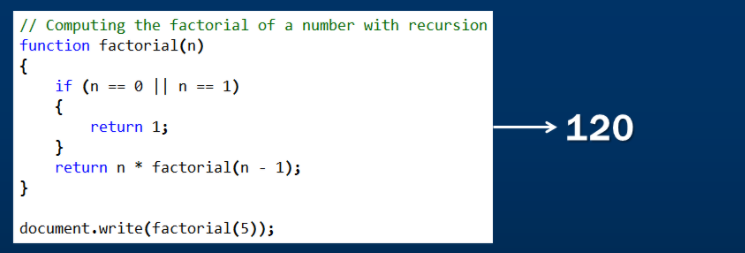 // Computing the factorial of a number with recursion
function factorial(n)
{
    if (n == 0 || n == 1)
    {
        return 1;
    }
    return n * factorial(n - 1);
}

document.write(factorial(5));
120